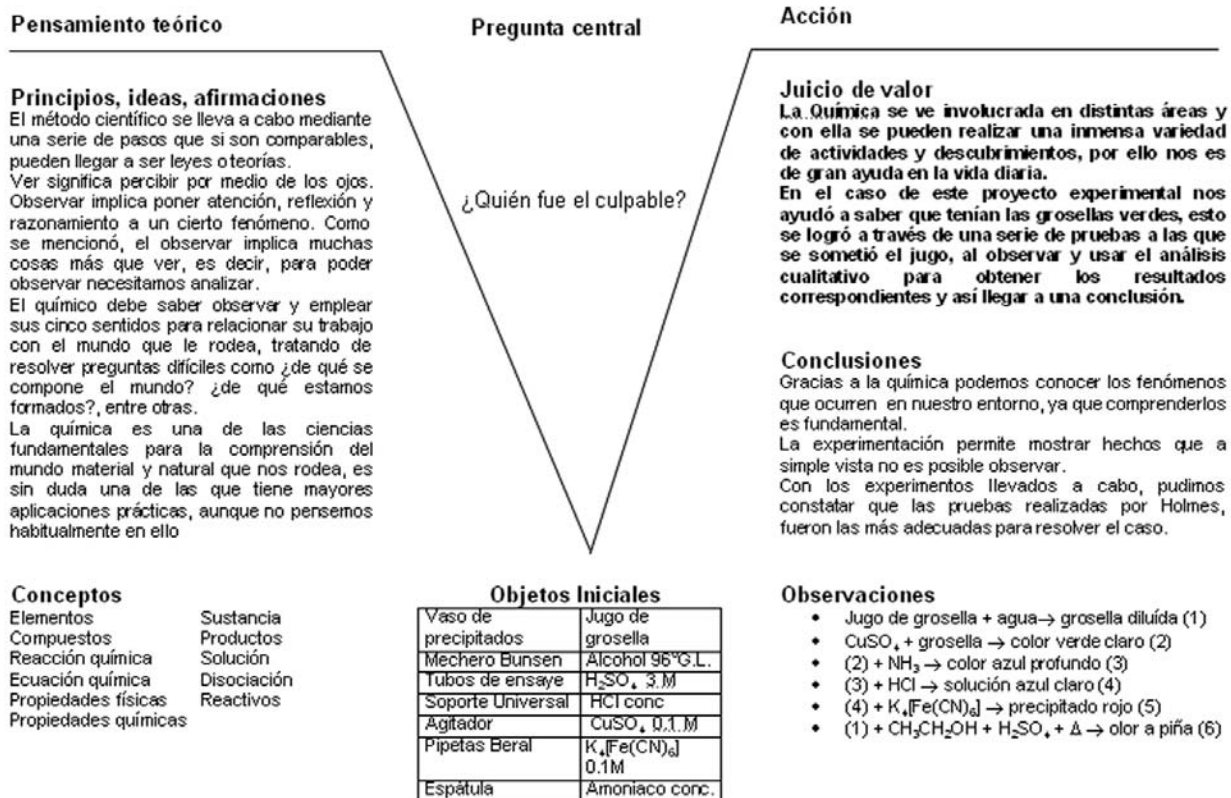 Pensamiento teórico
Pregunta central
Acción
Principios, ideas, afirmaciones
El método científico se lleva a cabo mediante
una serie de pasos que si son comparables,
pueden llegar a ser leyes o teorías.
Ver significa percibir por medio de los ojos.
Observar implica poner atención, reflexión y
razonamiento a un cierto fenómeno. Como
se mencionó, el observar implica muchas
cosas más que ver, es decir, para poder
observar necesitamos analizar.
El químico debe saber observar y emplear
sus cinco sentidos para relacionar su trabajo
con el mundo que le rodea, tratando de
resolver preguntas difíciles como ¿de qué se
compone el mundo? ¿de qué estamos
formados?, entre otras.
La química es una de las ciencias
fundamentales para la comprensión del
mundo material y natural que nos rodea, es
sin duda una de las que tiene mayores
aplicaciones prácticas, aunque no pensemos
habitualmente en ello
¿Quién fue el culpable?
Juicio de valor
La Química se ve involucrada en distintas áreas y
con ella se pueden realizar una inmensa variedad
de actividades y descubrimientos, por ello nos es
de gran ayuda en la vida diaria.
En el caso de este proyecto experimental nos
ayudó a saber que tenían las grosellas verdes, esto
se logró a través de una serie de pruebas a las que
se sometió el jugo, al observar y usar el análisis
cualitativo para obtener los resultados
correspondientes y así llegar a una conclusión.
Conclusiones
Gracias a la química podemos conocer los fenómenos
que ocurren en nuestro entorno, ya que comprenderlos
es fundamental.
La experimentación permite mostrar hechos que a
simple vista no es posible observar.
Con los experimentos llevados a cabo, pudimos
constatar que las pruebas realizadas por Holmes,
fueron las más adecuadas para resolver el caso.
Conceptos
Elementos Sustancia
Compuestos Productos
Reacción química Solución
Ecuación química Disociación
Propiedades físicas Reactivos
Propiedades químicas
Objetos Iniciales
Vaso de Jugo de
precipitados grosella
Mechero Bunsen Alcohol 96°G.L.
Tubos de ensaye H₂SO₄ 3 M
Soporte Universal HCl conc
Agitador CuSO₄ 0.1 M
Pipetas Beral K₄[Fe(CN)₆]
0.1M
Espátula Amoniaco conc.
Observaciones
• Jugo de grosella + agua→ grosella diluída (1)
• CuSO₄ + grosella → color verde claro (2)
• (2) + NH₃ → color azul profundo (3)
• (3) + HCl → solución azul claro (4)
• (4) + K₄[Fe(CN)₆] → precipitado rojo (5)
• (1) + CH₃CH₂OH + H₂SO₄ + Δ → olor a piña (6)